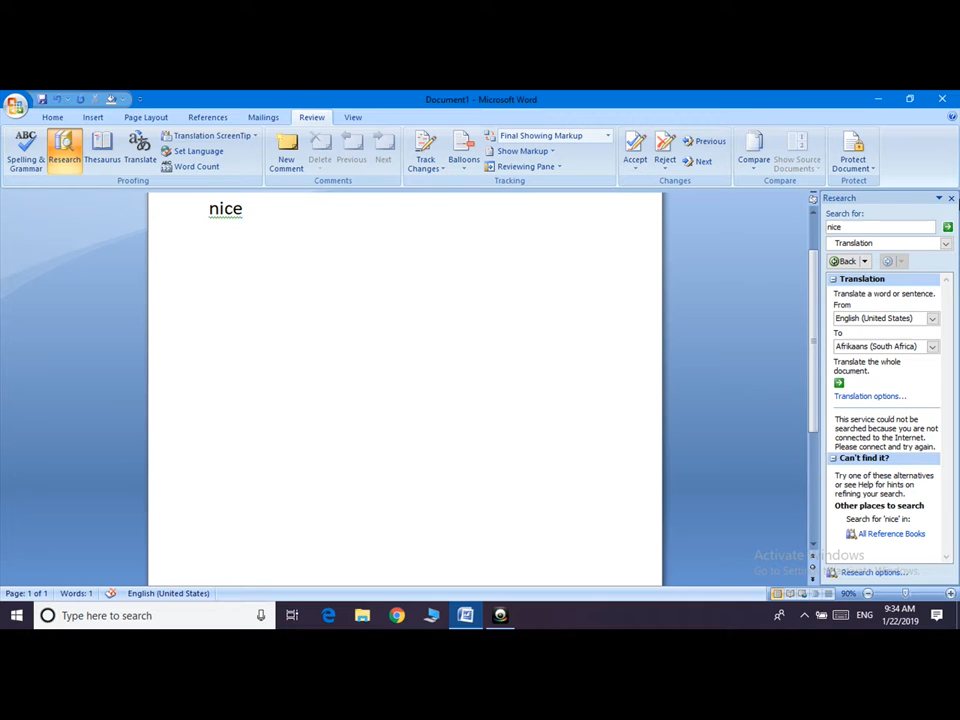 Document1 - Microsoft Word
Home Insert Page Layout References Mailings Review View
ABC
Spelling & Grammar
Research
Thesaurus
Translate
Translation ScreenTip
Set Language
Word Count
Proofing
New Comment
Delete
Previous
Next
Comments
Track Changes
Balloons
Final Showing Markup
Show Markup
Reviewing Pane
Tracking
Accept
Reject
Previous
Next
Changes
Compare
Show Source Documents
Compare
Protect Document
Protect
nice
Research
Search for:
nice
Translation
Back
Translation
Translate a word or sentence.
From
English (United States)
To
Afrikaans (South Africa)
Translate the whole
document.
Translation options...
This service could not be
searched because you are not
connected to the Internet.
Please connect and try again.
Can't find it?
Try one of these alternatives
or see Help for hints on
refining your search.
Other places to search
Search for 'nice' in:
All Reference Books
Activate Windows
Go to Settings to activate Windows.
Research options...
Page: 1 of 1 Words: 1 English (United States) 90%
Type here to search
ENG
9:34 AM
1/22/2019